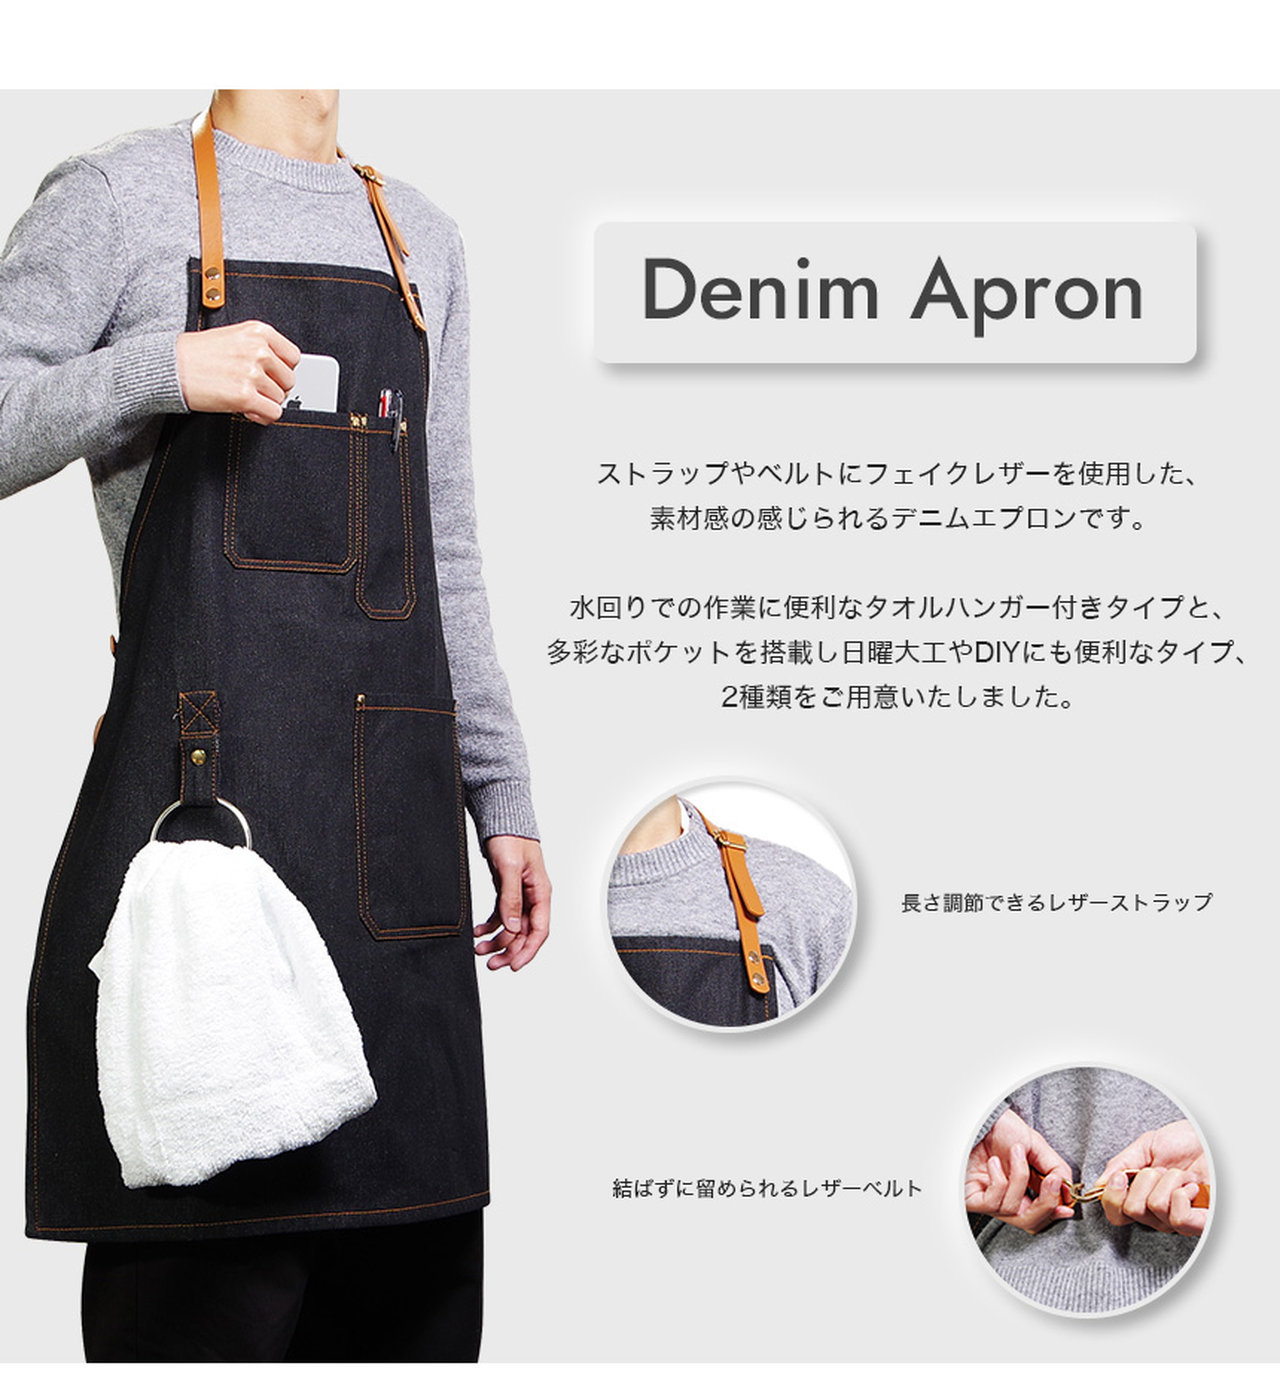 Denim Apron
ストラップやベルトにフェイクレザーを使用した、
素材感の感じられるデニムエプロンです。
水回りでの作業に便利なタオルハンガー付きタイプと、
多彩なポケットを搭載し日曜大工やDIYにも便利なタイプ、
2種類をご用意いたしました。
長さ調節できるレザーストラップ
結ばずに留められるレザーベルト